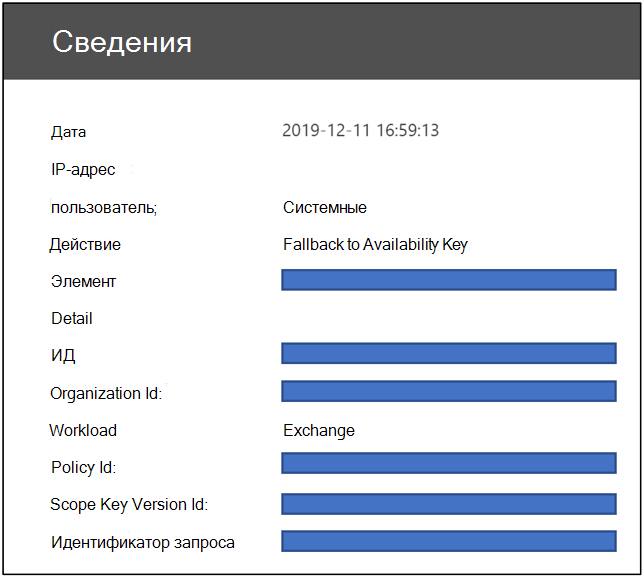 Сведения
Дата 2019-12-11 16:59:13
IP-адрес
пользователь; Системные
Действие Fallback to Availability Key
Элемент
Detail
ИД
Organization Id:
Workload Exchange
Policy Id:
Scope Key Version Id:
Идентификатор запроса